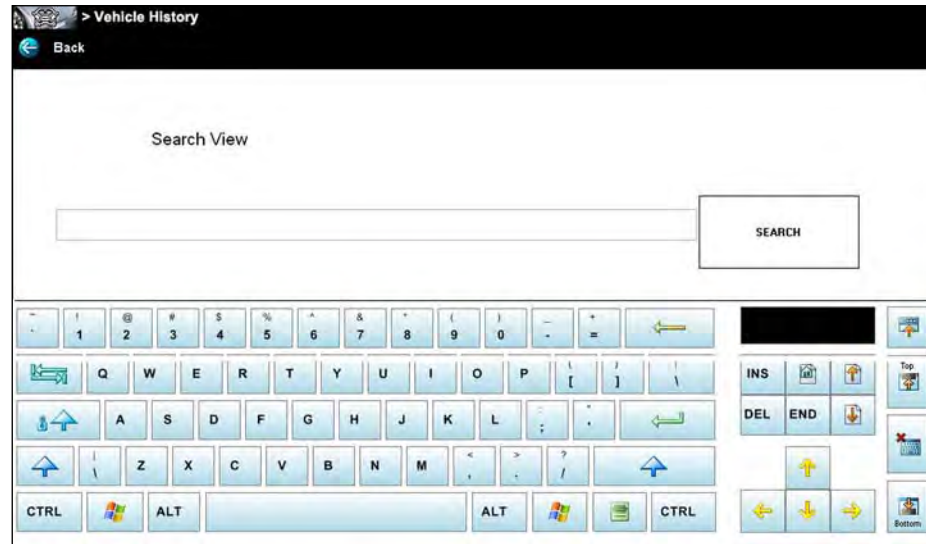 > Vehicle History
Back
Search View
SEARCH
~ ! @ # $ % ^ & * ( ) _ +
1 2 3 4 5 6 7 8 9 0 - =
Q W E R T Y U I O P { [ } ] | \
INS
Top
A S D F G H J K L : ; " '
DEL END
| \ Z X C V B N M < , > . ? /
CTRL ALT ALT CTRL
Bottom